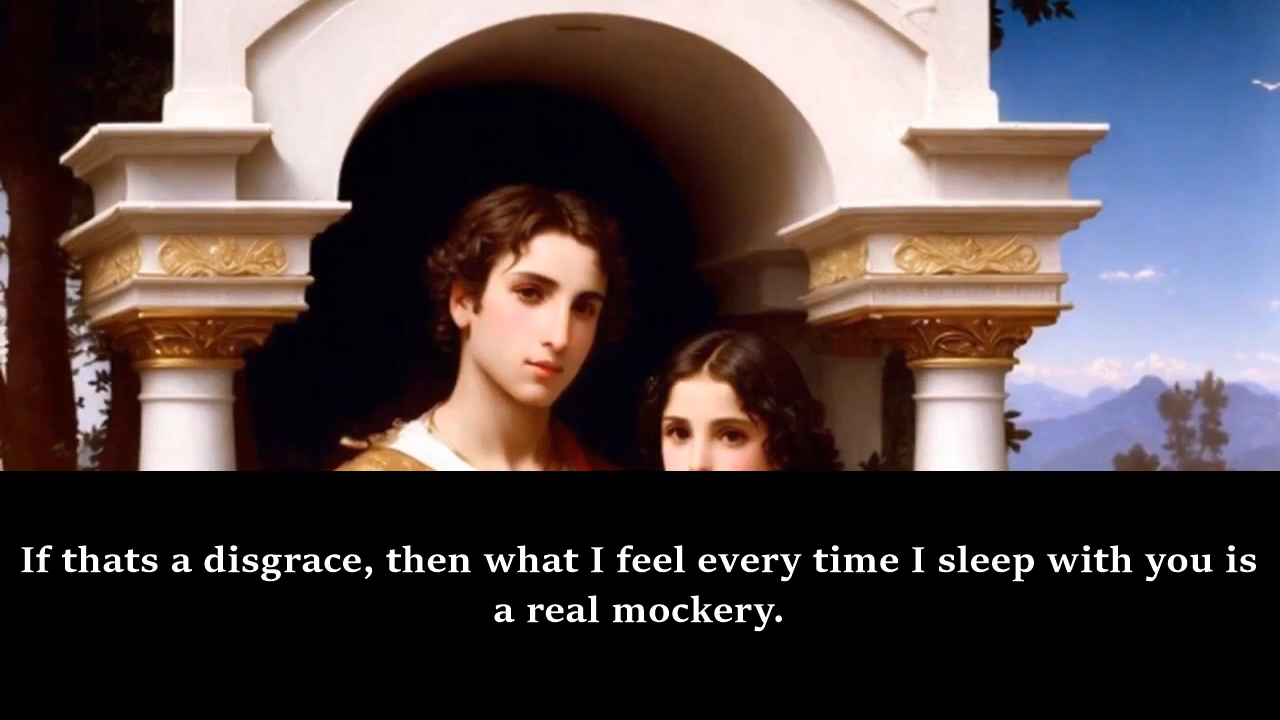 If thats a disgrace, then what I feel every time I sleep with you is
a real mockery.